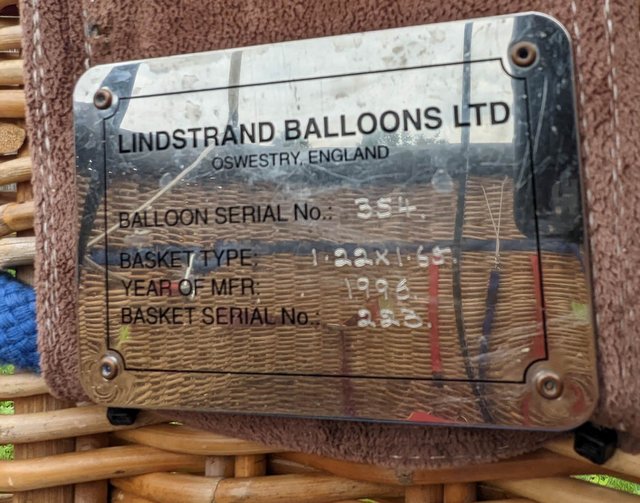 LINDSTRAND BALLOONS LTD
OSWESTRY, ENGLAND
BALLOON SERIAL No.: 354.
BASKET TYPE: 1.22x1.65.
YEAR OF MFR: 1996.
BASKET SERIAL No.: 223.